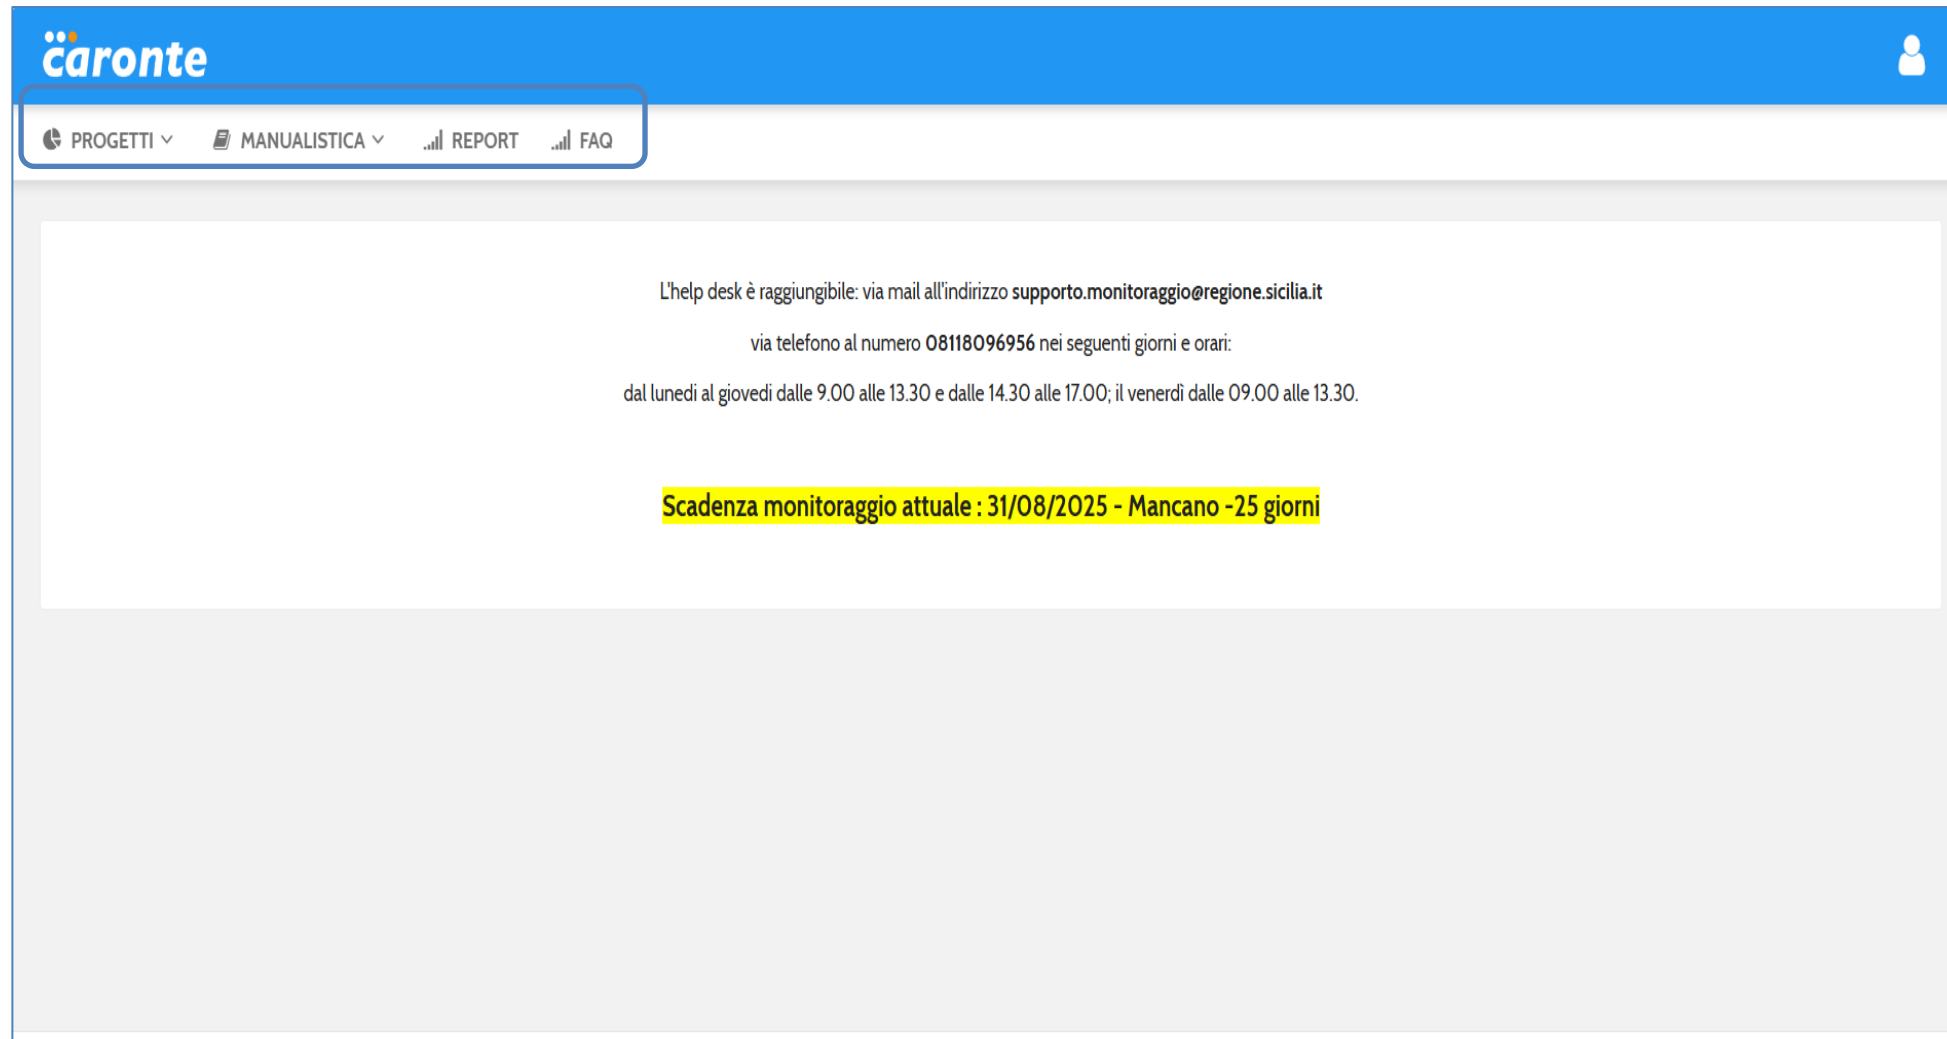 caronte
PROGETTI MANUALISTICA REPORT FAQ
L'help desk è raggiungibile: via mail all'indirizzo supporto.monitoraggio@regione.sicilia.it
via telefono al numero 08118096956 nei seguenti giorni e orari:
dal lunedi al giovedi dalle 9.00 alle 13.30 e dalle 14.30 alle 17.00; il venerdì dalle 09.00 alle 13.30.
Scadenza monitoraggio attuale : 31/08/2025 - Mancano -25 giorni